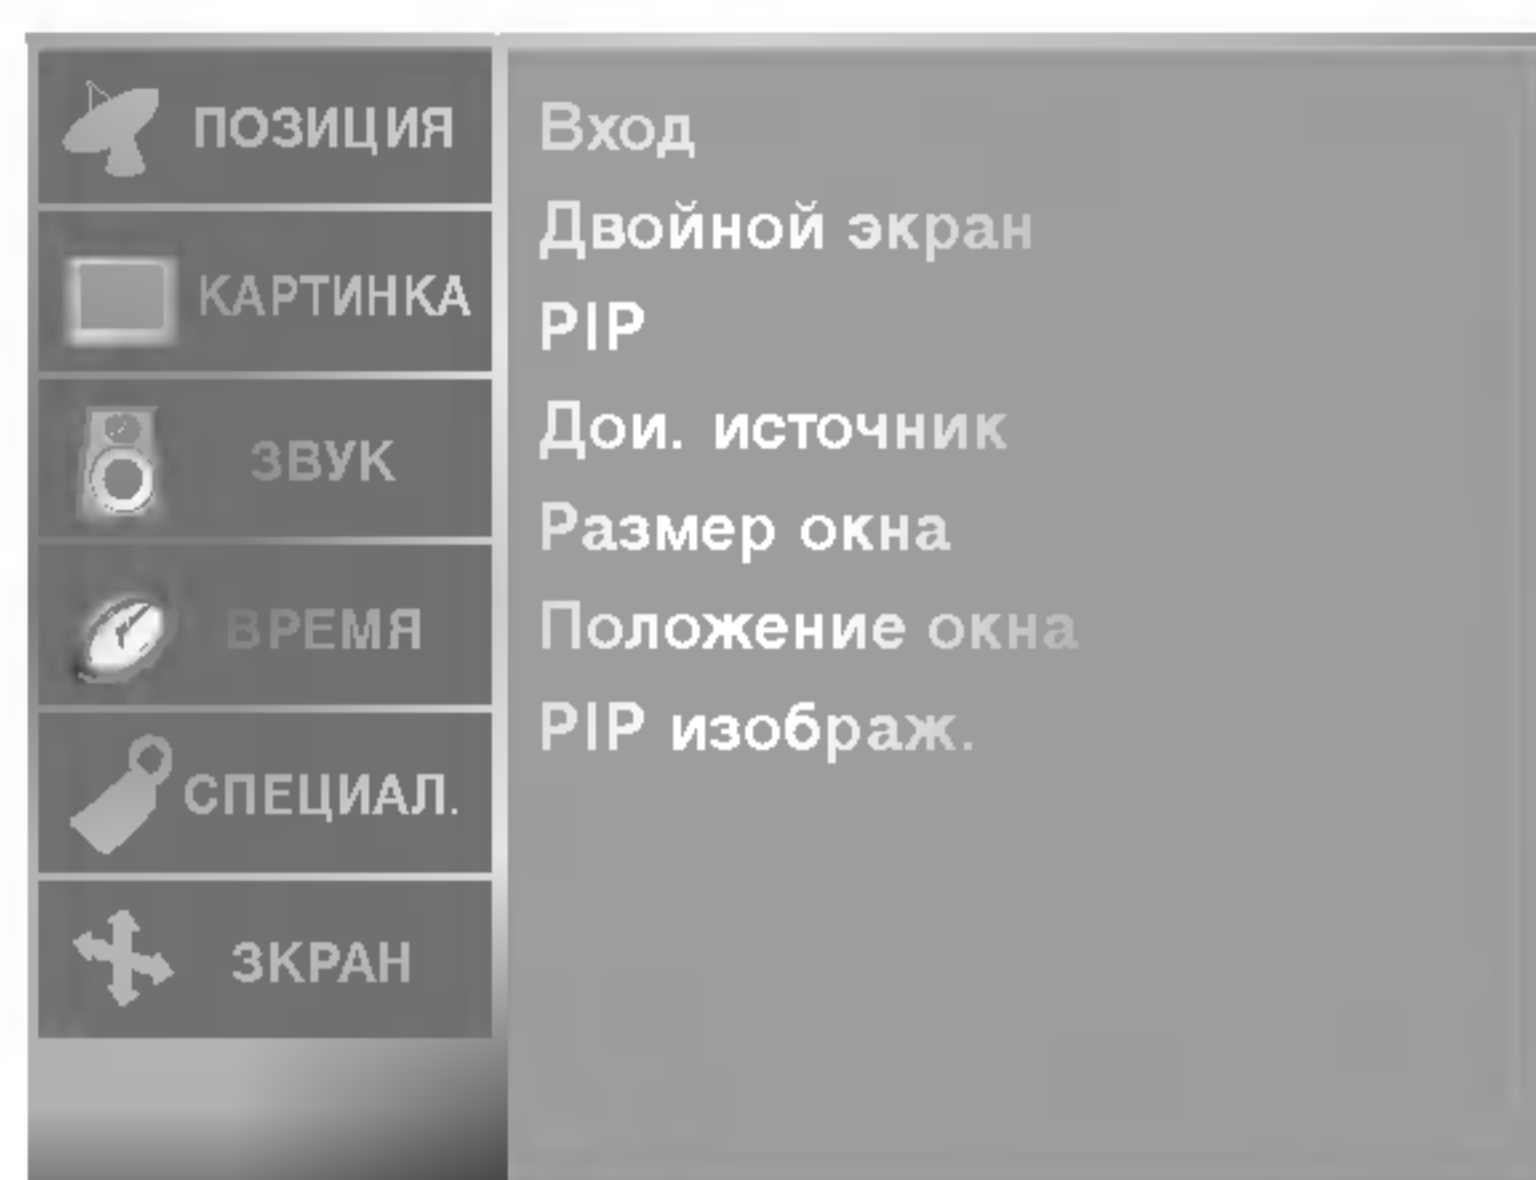 ПОЗИЦИЯ
КАРТИНКА
ЗВУК
ВРЕМЯ
СПЕЦИАЛ.
ЗКРАН
Вход
Двойной экран
PIP
Дои. источник
Размер окна
Положение окна
PIP изображ.